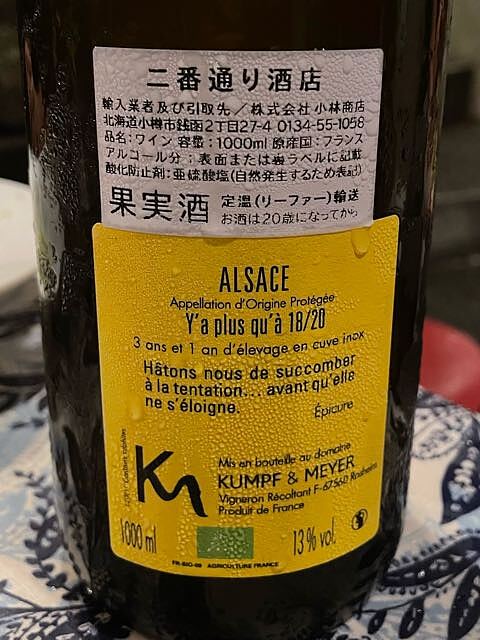 二番通り酒店
輸入業者及び引取先／株式会社 小林商店
北海道小樽市銭函2丁目27-4 0134-55-1058
品名：ワイン 容量：1000ml 原産国：フランス
アルコール分：表面または裏ラベルに記載
酸化防止剤：亜硫酸塩(自然発生するため表記)
果実酒 定温(リーファー)輸送
お酒は20歳になってから
ALSACE
Appellation d'Origine Protégée
Y'a plus qu'à 18/20
3 ans et 1 an d'élevage en cuve inox
Hâtons nous de succomber
à la tentation... avant qu'elle
ne s'éloigne.
Épicure
KM
Mis en bouteille au domaine
KUMPF & MEYER
Vigneron Récoltant F-67560 Rosheim
Produit de France
1000 ml
13% vol.
FR-BIO-09 AGRICULTURE FRANCE